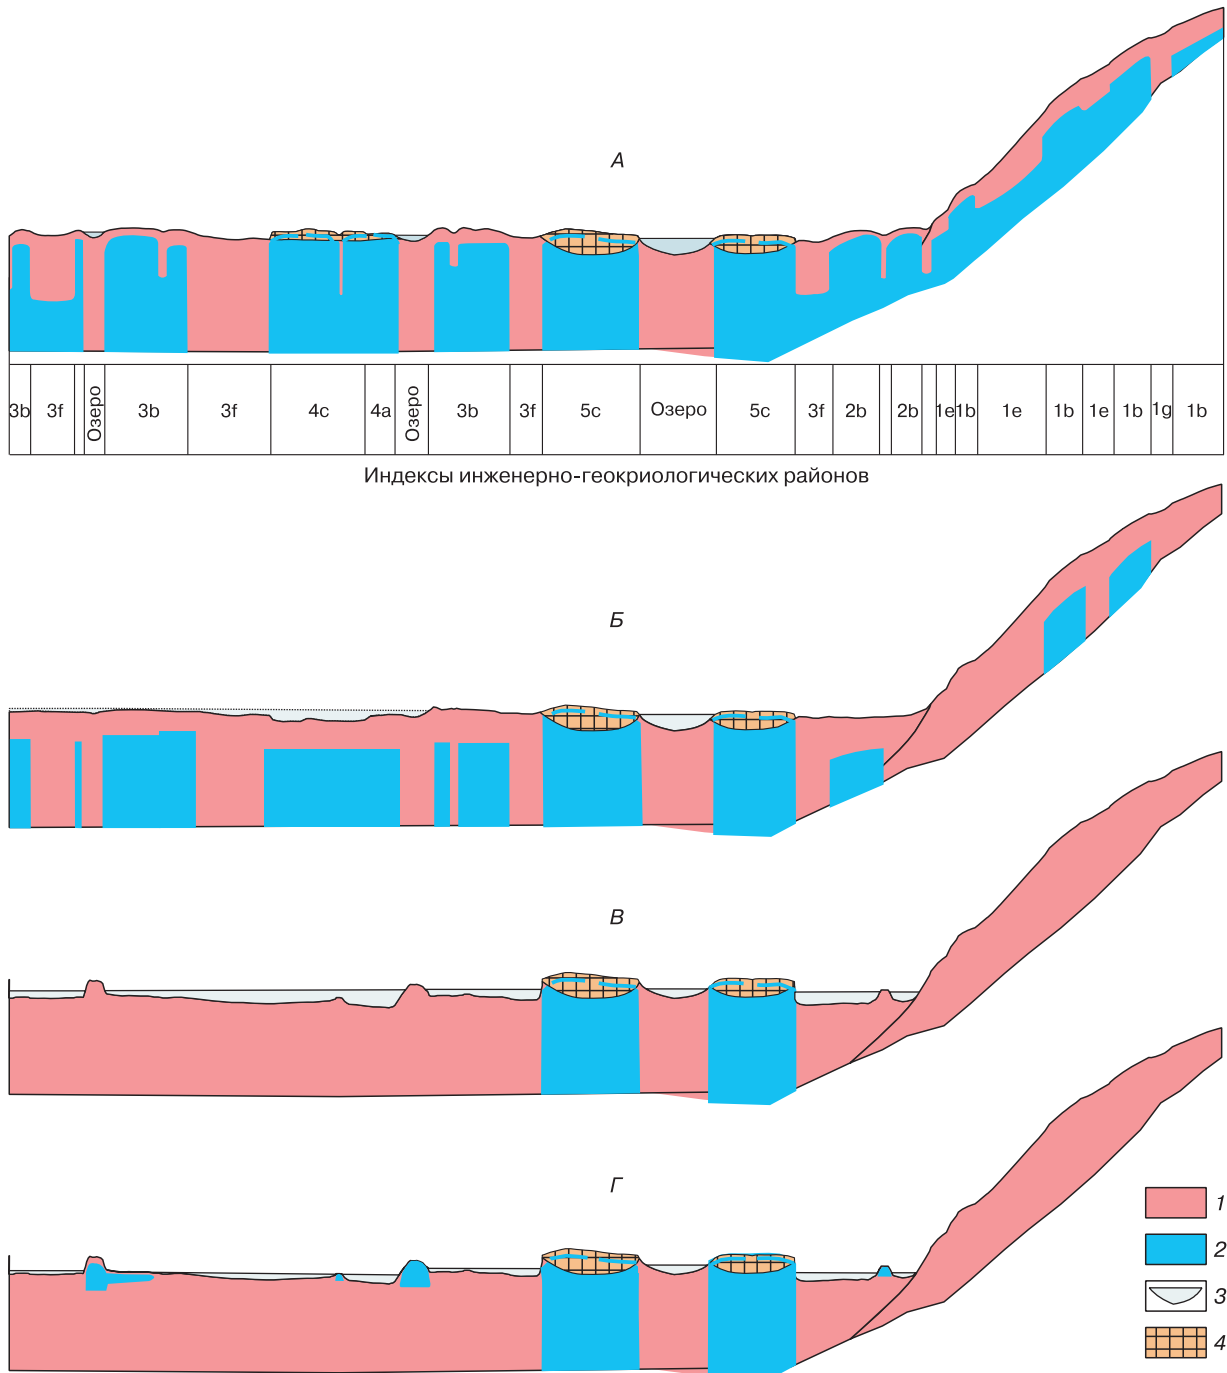 А
3b 3f Озеро 3b 3f 4c 4a Озеро 3b 3f 5c Озеро 5c 3f 2b 2b 1e 1b 1e 1b 1e 1b 1g 1b
Индексы инженерно-геокриологических районов
Б
В
Г
1
2
3
4